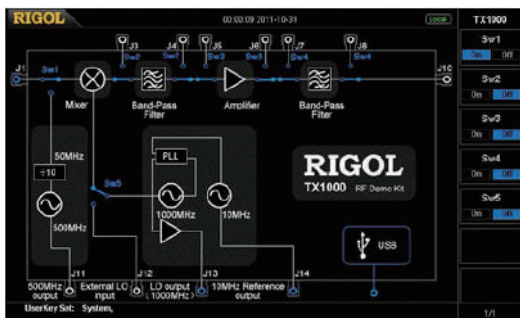 RIGOL
00:00:09 2011-10-31
Local
TX1000
Sw1
On Off
Sw2
On Off
Sw3
On Off
Sw4
On Off
Sw5
On Off
1/1
J3 J4 J5 J6 J7 J8
Sw2 Sw2 Sw3 Sw3 Sw4 Sw4
J1
Sw1
J10
Mixer
Band-Pass
Filter
Amplifier
Band-Pass
Filter
50MHz
÷10
500MHz
Sw5
PLL
1000MHz
10MHz
RIGOL
TX1000 RF Demo Kit
USB
J11
J12
J13
J14
500MHz
output
External LO
input
LO output
(1000MHz)
10MHz Reference
output
UserKey Set: System,